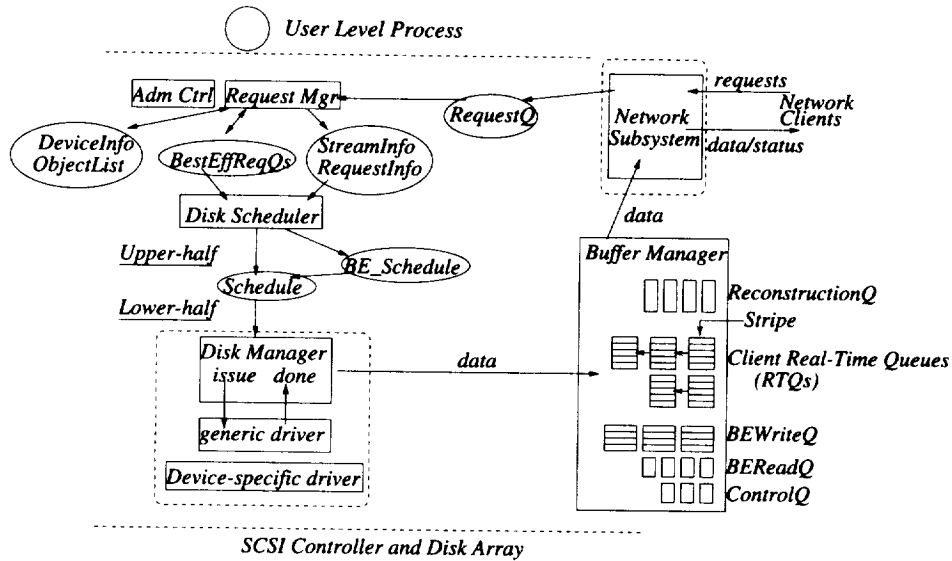 User Level Process
Adm Ctrl
Request Mgr
RequestQ
requests
Network
Clients
Network
Subsystem
data/status
DeviceInfo
ObjectList
BestEffReqQs
StreamInfo
RequestInfo
Disk Scheduler
data
Upper-half
BE_Schedule
Buffer Manager
Schedule
ReconstructionQ
Lower-half
Stripe
Disk Manager
issue done
data
Client Real-Time Queues
(RTQs)
generic driver
BEWriteQ
BEReadQ
Device-specific driver
ControlQ
SCSI Controller and Disk Array